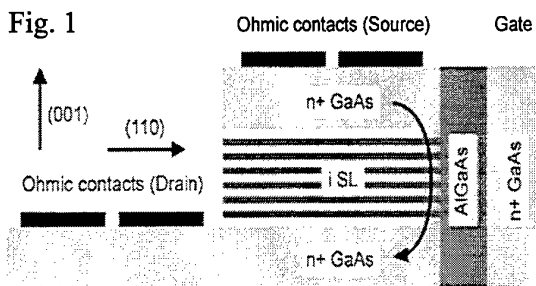 Fig. 1
Ohmic contacts (Source)
Gate
n+ GaAs
(001)
(110)
Ohmic contacts (Drain)
i SL
AlGaAs
n+ GaAs
n+ GaAs